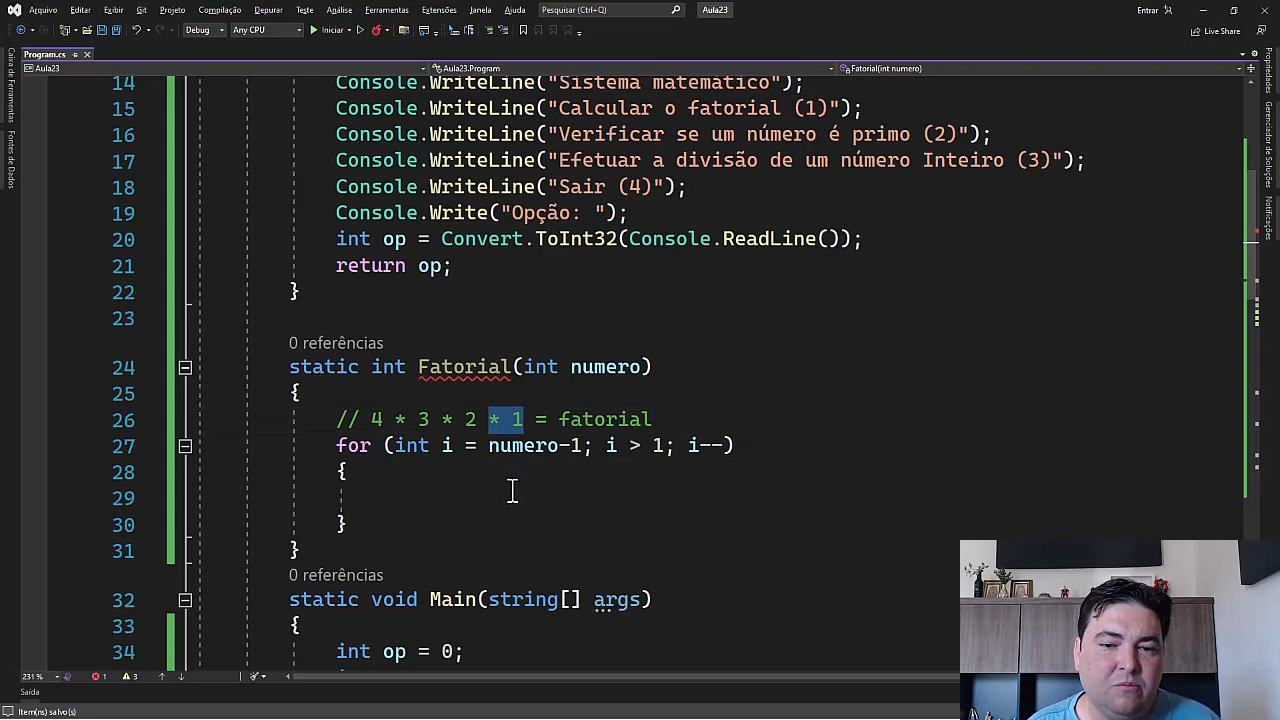 Arquivo Editar Exibir Git Projeto Compilação Depurar Teste Análise Ferramentas Extensões Janela Ajuda Pesquisar (Ctrl+Q) Aula23 Entrar
Debug Any CPU Iniciar Live Share
Program.cs
Aula23 Aula23.Program Fatorial(int numero)
Caixa de Ferramentas
Fontes de Dados
Propriedades
Gerenciador de Soluções
Notificações
14 Console.WriteLine("Sistema matemático");
15 Console.WriteLine("Calcular o fatorial (1)");
16 Console.WriteLine("Verificar se um número é primo (2)");
17 Console.WriteLine("Efetuar a divisão de um número Inteiro (3)");
18 Console.WriteLine("Sair (4)");
19 Console.Write("Opção: ");
20 int op = Convert.ToInt32(Console.ReadLine());
21 return op;
22 }
23
0 referências
24 static int Fatorial(int numero)
25 {
26 // 4 * 3 * 2 * 1 = fatorial
27 for (int i = numero-1; i > 1; i--)
28 {
29
30 }
31 }
0 referências
32 static void Main(string[] args)
33 {
34 int op = 0;
231 % 1 3
Saída
Item(ns) salvo(s)